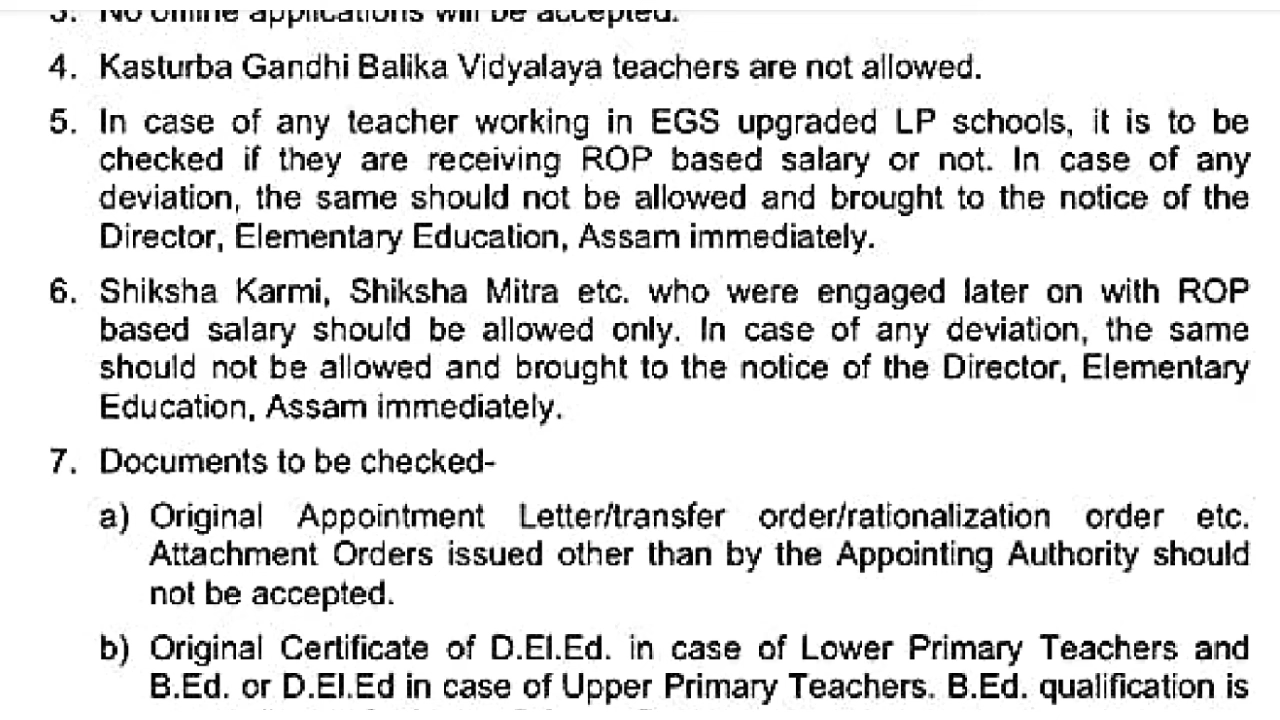 3. No online applications will be accepted.
4. Kasturba Gandhi Balika Vidyalaya teachers are not allowed.
5. In case of any teacher working in EGS upgraded LP schools, it is to be
checked if they are receiving ROP based salary or not. In case of any
deviation, the same should not be allowed and brought to the notice of the
Director, Elementary Education, Assam immediately.
6. Shiksha Karmi, Shiksha Mitra etc. who were engaged later on with ROP
based salary should be allowed only. In case of any deviation, the same
should not be allowed and brought to the notice of the Director, Elementary
Education, Assam immediately.
7. Documents to be checked-
a) Original Appointment Letter/transfer order/rationalization order etc.
Attachment Orders issued other than by the Appointing Authority should
not be accepted.
b) Original Certificate of D.El.Ed. in case of Lower Primary Teachers and
B.Ed. or D.El.Ed in case of Upper Primary Teachers. B.Ed. qualification is